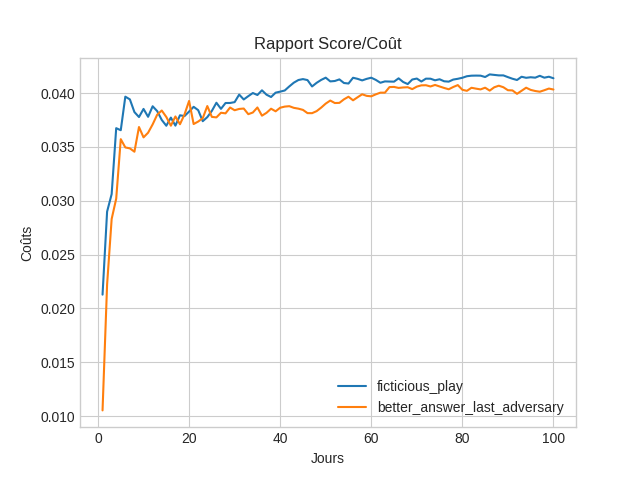 Rapport Score/Coût
0.040
0.035
0.030
0.025
0.020
0.015
0.010
Coûts
0 20 40 60 80 100
Jours
ficticious_play
better_answer_last_adversary